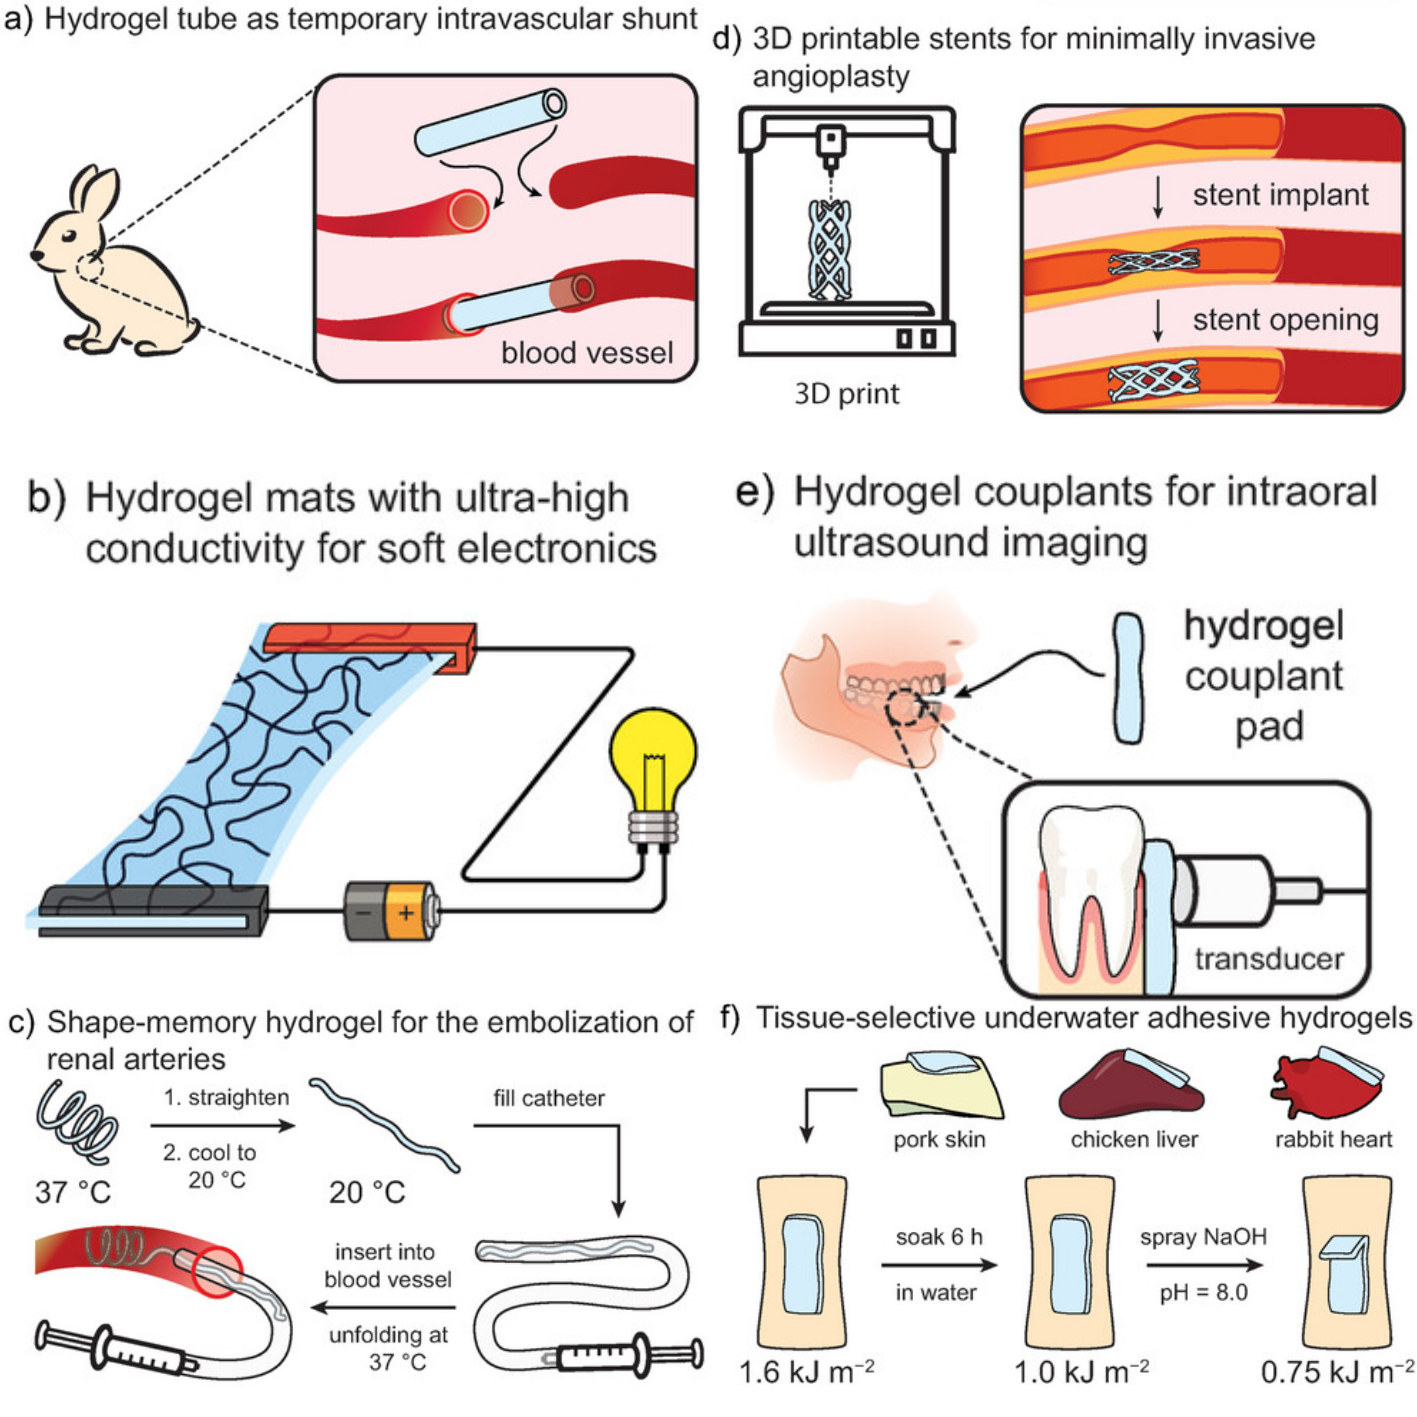 a) Hydrogel tube as temporary intravascular shunt
blood vessel
d) 3D printable stents for minimally invasive
angioplasty
3D print
stent implant
stent opening
b) Hydrogel mats with ultra-high
conductivity for soft electronics
− +
e) Hydrogel couplants for intraoral
ultrasound imaging
hydrogel
couplant
pad
transducer
c) Shape-memory hydrogel for the embolization of
renal arteries
37 °C
1. straighten
2. cool to
20 °C
20 °C
fill catheter
insert into
blood vessel
unfolding at
37 °C
f) Tissue-selective underwater adhesive hydrogels
pork skin
chicken liver
rabbit heart
soak 6 h
in water
spray NaOH
pH = 8.0
1.6 kJ m⁻²
1.0 kJ m⁻²
0.75 kJ m⁻²